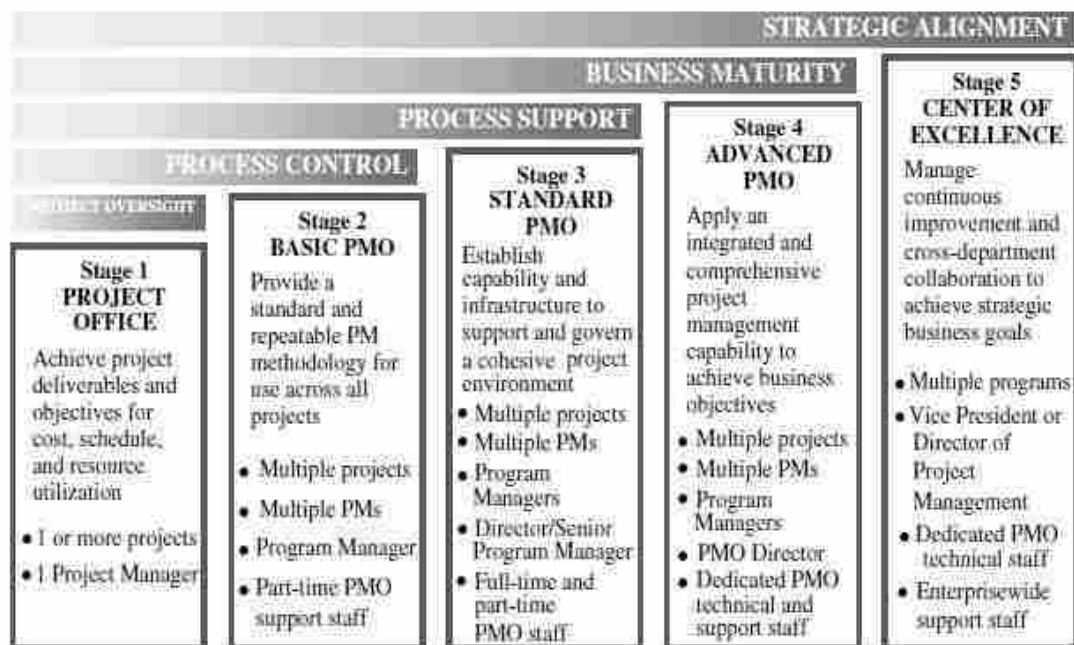 STRATEGIC ALIGNMENT
BUSINESS MATURITY
PROCESS SUPPORT
PROCESS CONTROL
PROJECT OVERSIGHT
Stage 1
PROJECT
OFFICE
Achieve project
deliverables and
objectives for
cost, schedule,
and resource
utilization
• 1 or more projects
• 1 Project Manager
Stage 2
BASIC PMO
Provide a
standard and
repeatable PM
methodology for
use across all
projects
• Multiple projects
• Multiple PMs
• Program Manager
• Part-time PMO
support staff
Stage 3
STANDARD
PMO
Establish
capability and
infrastructure to
support and govern
a cohesive project
environment
• Multiple projects
• Multiple PMs
• Program
Managers
• Director/Senior
Program Manager
• Full-time and
part-time
PMO staff
Stage 4
ADVANCED
PMO
Apply an
integrated and
comprehensive
project
management
capability to
achieve business
objectives
• Multiple projects
• Multiple PMs
• Program
Managers
• PMO Director
• Dedicated PMO
technical and
support staff
Stage 5
CENTER OF
EXCELLENCE
Manage
continuous
improvement and
cross-department
collaboration to
achieve strategic
business goals
• Multiple programs
• Vice President or
Director of
Project
Management
• Dedicated PMO
technical staff
• Enterprisewide
support staff